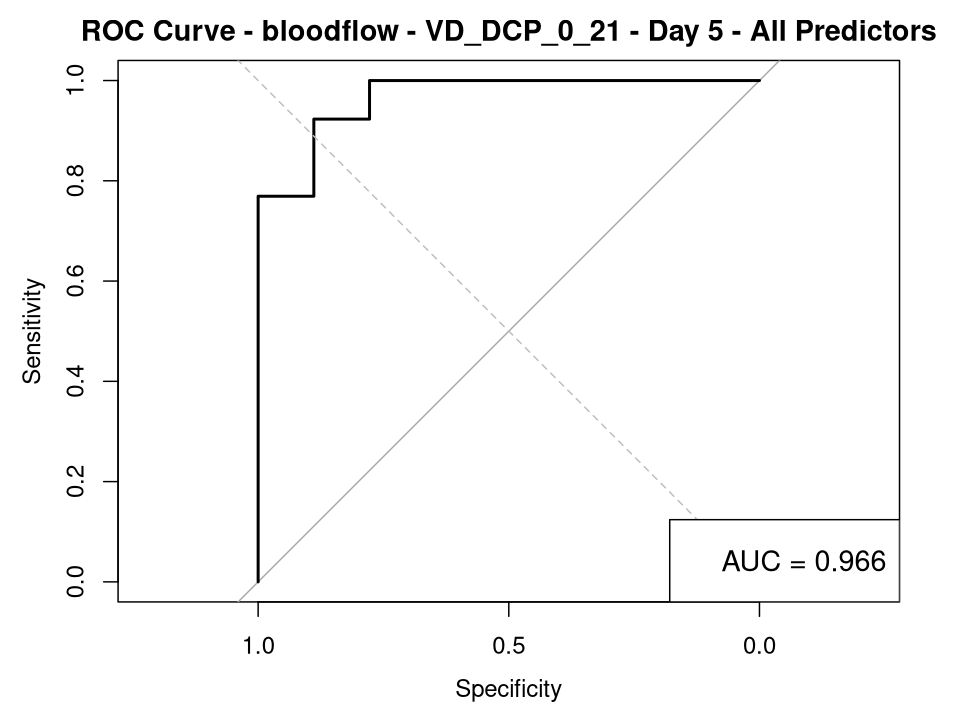 ROC Curve - bloodflow - VD_DCP_0_21 - Day 5 - All Predictors
Sensitivity
1.0
0.8
0.6
0.4
0.2
0.0
AUC = 0.966
1.0 0.5 0.0
Specificity